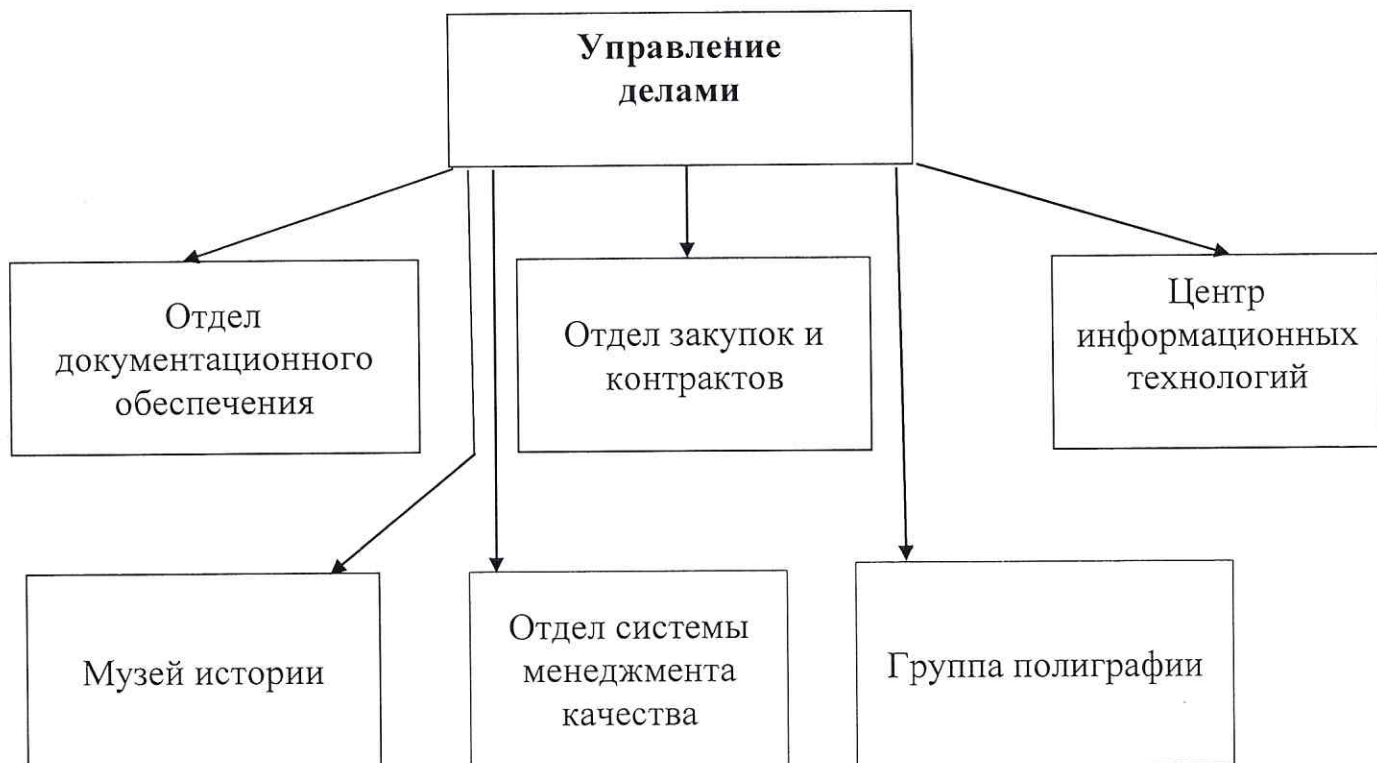 Управление
делами
Отдел
документационного
обеспечения
Отдел закупок и
контрактов
Центр
информационных
технологий
Музей истории
Отдел системы
менеджмента
качества
Группа полиграфии